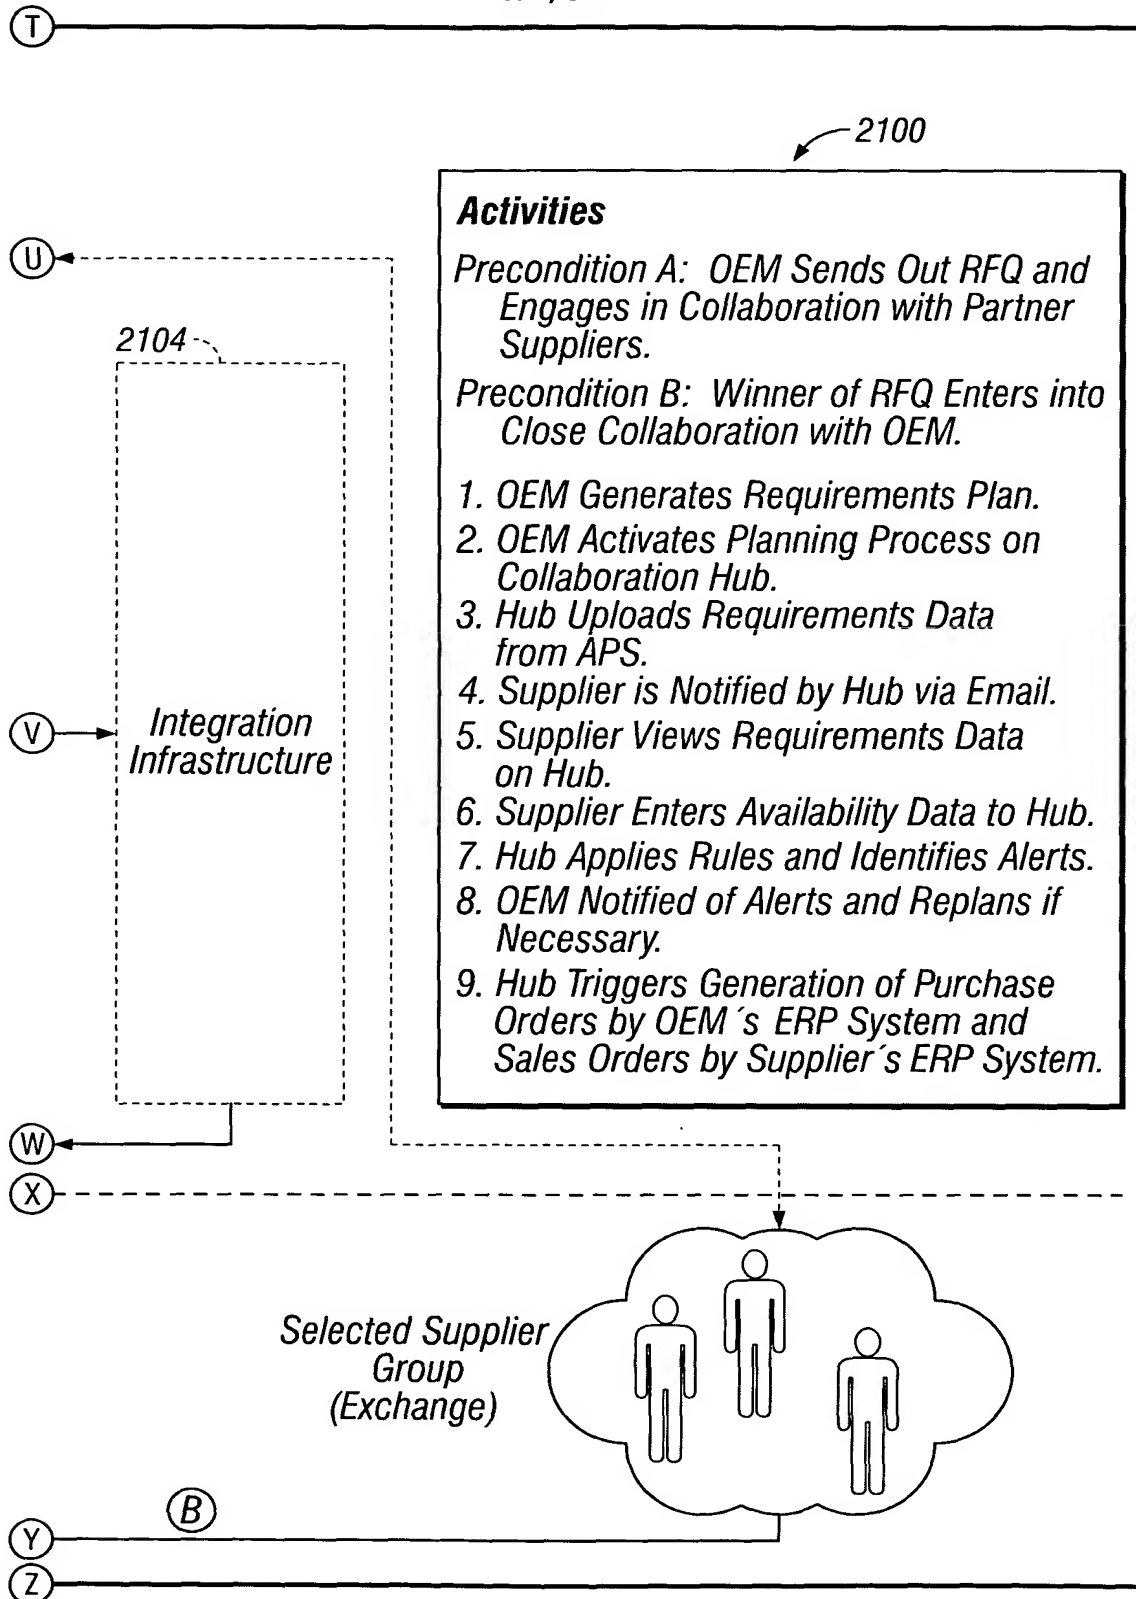 T
2100
Activities
U
Precondition A: OEM Sends Out RFQ and
Engages in Collaboration with Partner
Suppliers.
2104
Precondition B: Winner of RFQ Enters into
Close Collaboration with OEM.
1. OEM Generates Requirements Plan.
2. OEM Activates Planning Process on
Collaboration Hub.
3. Hub Uploads Requirements Data
from APS.
4. Supplier is Notified by Hub via Email.
V
Integration
Infrastructure
5. Supplier Views Requirements Data
on Hub.
6. Supplier Enters Availability Data to Hub.
7. Hub Applies Rules and Identifies Alerts.
8. OEM Notified of Alerts and Replans if
Necessary.
9. Hub Triggers Generation of Purchase
Orders by OEM´s ERP System and
Sales Orders by Supplier´s ERP System.
W
X
Selected Supplier
Group
(Exchange)
B
Y
Z